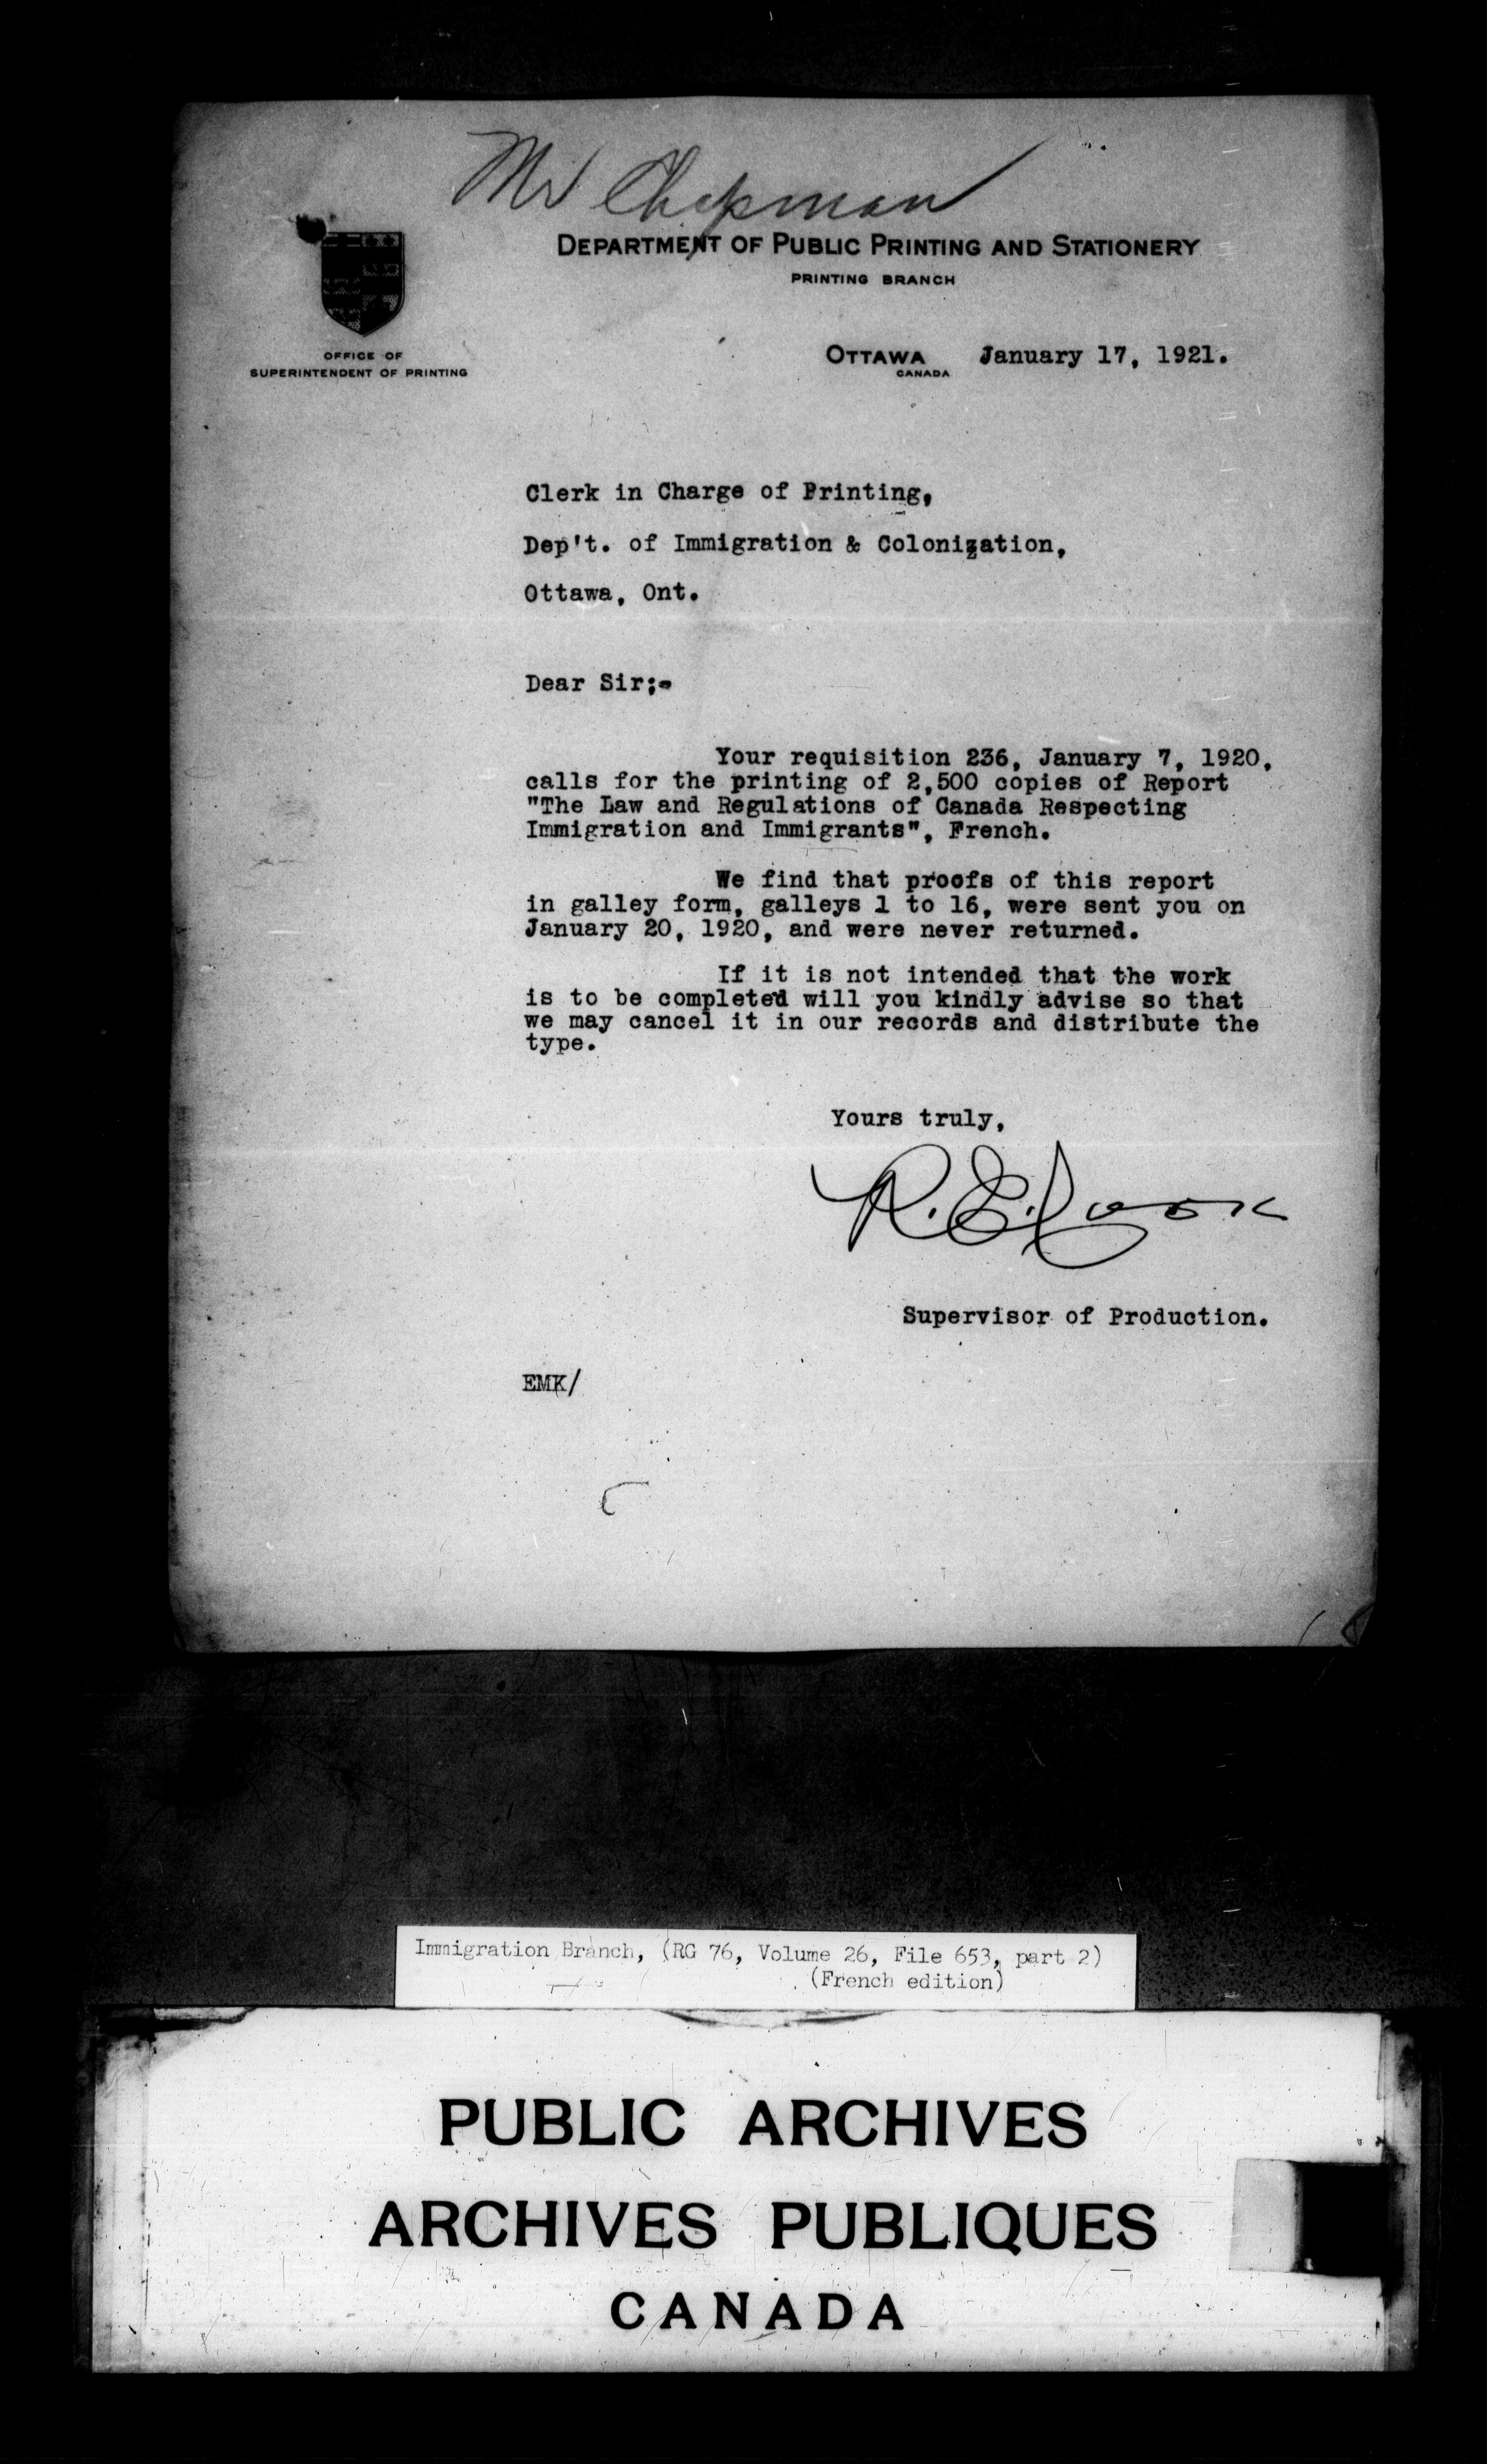 Mr Chapman
DEPARTMENT OF PUBLIC PRINTING AND STATIONERY
PRINTING BRANCH
OFFICE OF
SUPERINTENDENT OF PRINTING
OTTAWA January 17, 1921.
CANADA
Clerk in Charge of Printing,
Dep't. of Immigration & Colonization,
Ottawa, Ont.
Dear Sir;-
Your requisition 236, January 7, 1920,
calls for the printing of 2,500 copies of Report
"The Law and Regulations of Canada Respecting
Immigration and Immigrants", French.
We find that proofs of this report
in galley form, galleys 1 to 16, were sent you on
January 20, 1920, and were never returned.
If it is not intended that the work
is to be completed will you kindly advise so that
we may cancel it in our records and distribute the
type.
Yours truly,
R. E.
Supervisor of Production.
EMK/
Immigration Branch, (RG 76, Volume 26, File 653, part 2)
(French edition)
PUBLIC ARCHIVES
ARCHIVES PUBLIQUES
CANADA